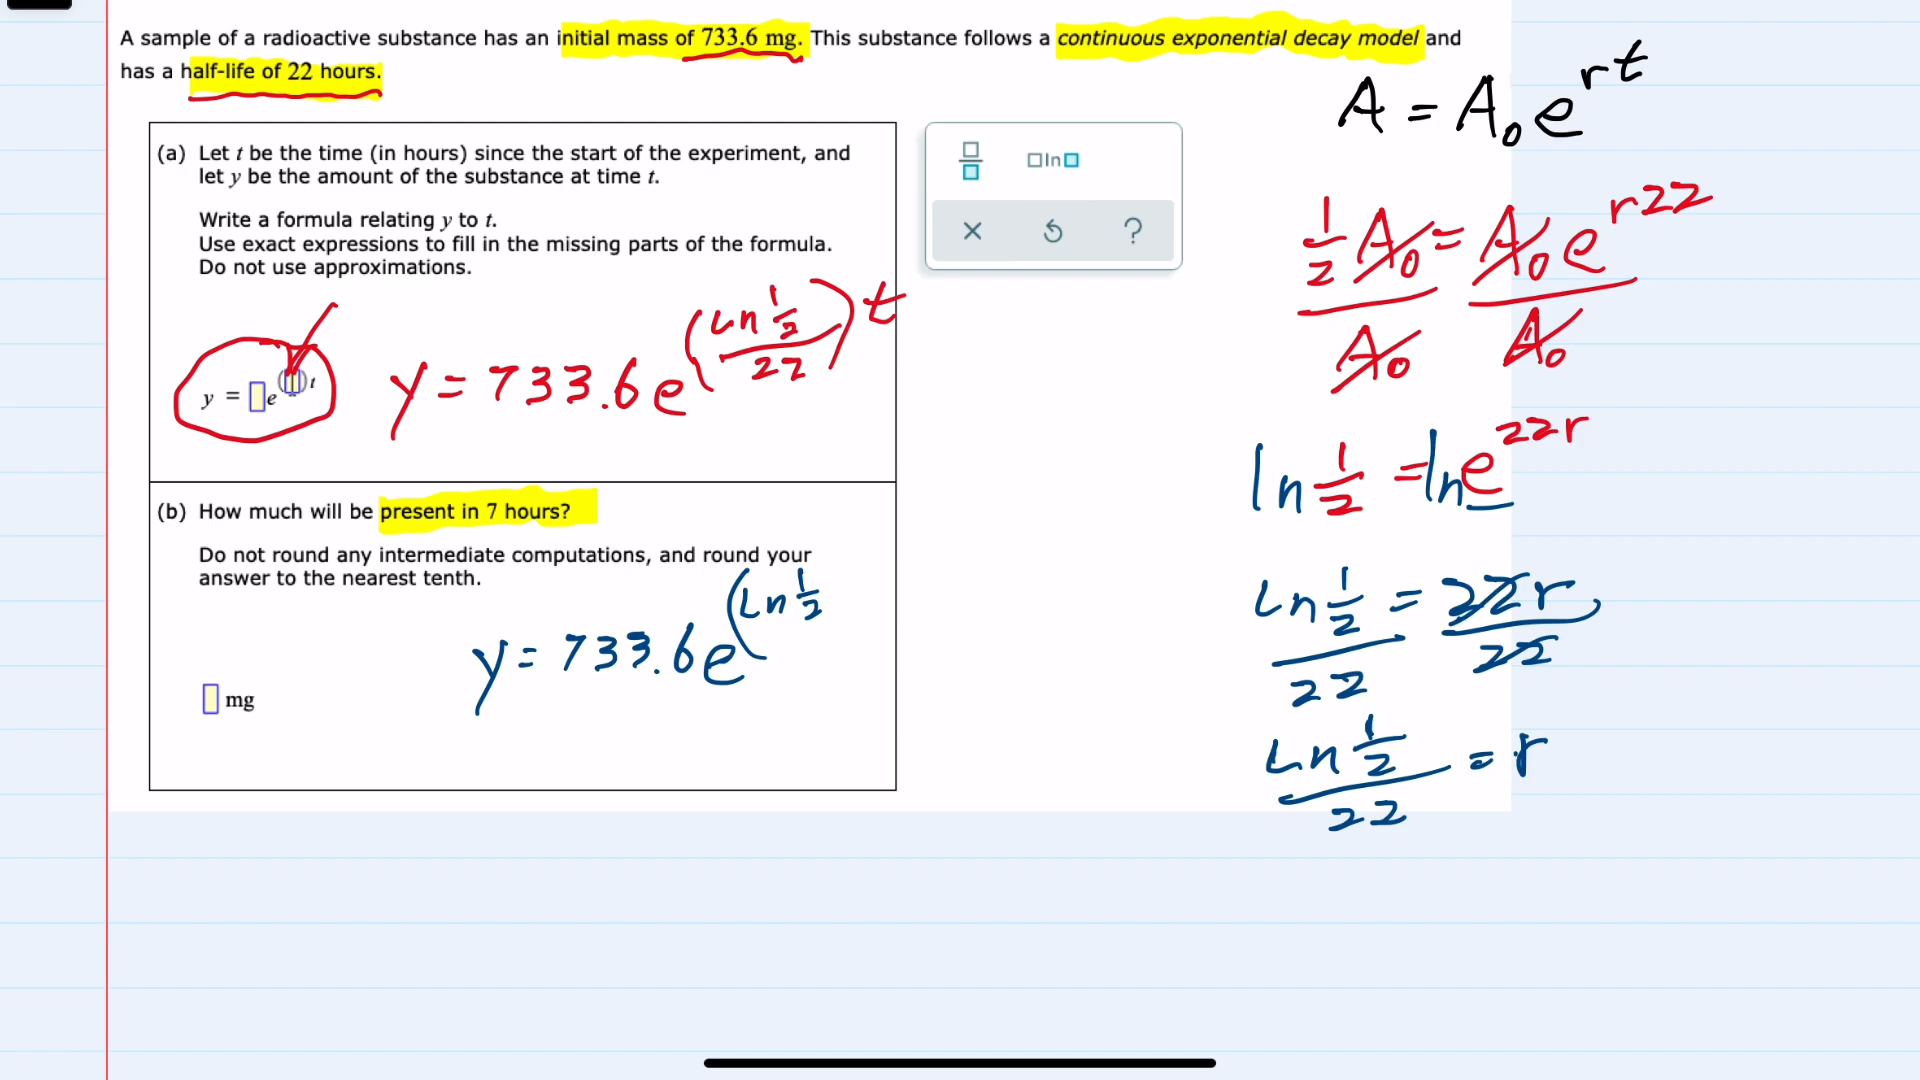 A sample of a radioactive substance has an initial mass of 733.6 mg. This substance follows a continuous exponential decay model and
has a half-life of 22 hours.
(a) Let t be the time (in hours) since the start of the experiment, and
let y be the amount of the substance at time t.
Write a formula relating y to t.
Use exact expressions to fill in the missing parts of the formula.
Do not use approximations.
y = □e^(□)t
y = 733.6e^(Ln 1/2 / 22)t
(b) How much will be present in 7 hours?
Do not round any intermediate computations, and round your
answer to the nearest tenth.
y = 733.6e^(Ln 1/2
□ mg
□/□ □ln□
× ?
A = A₀e^rt
1/2 A₀ / A₀ = A₀e^r22 / A₀
ln 1/2 = ln e^22r
Ln 1/2 / 22 = 22r / 22
Ln 1/2 / 22 = r